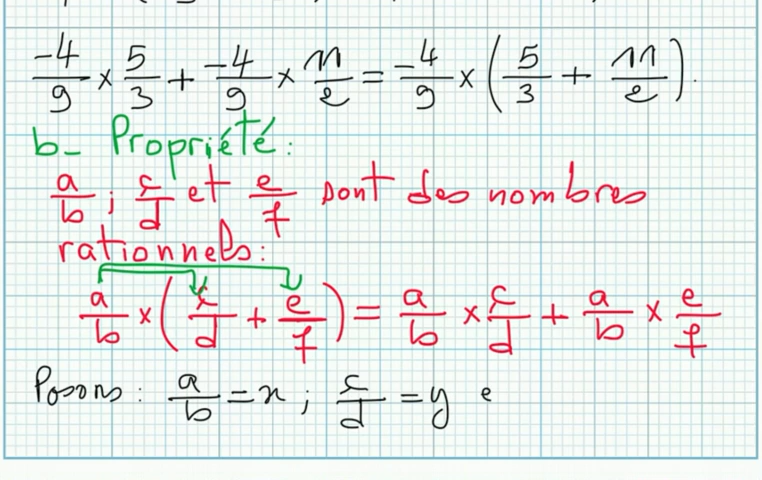 -4/9 × 5/3 + -4/9 × 11/2 = -4/9 × (5/3 + 11/2).
b- Propriété :
a/b ; c/d et e/f sont des nombres
rationnels :
a/b × (c/d + e/f) = a/b × c/d + a/b × e/f
Posons : a/b = x ; c/d = y e